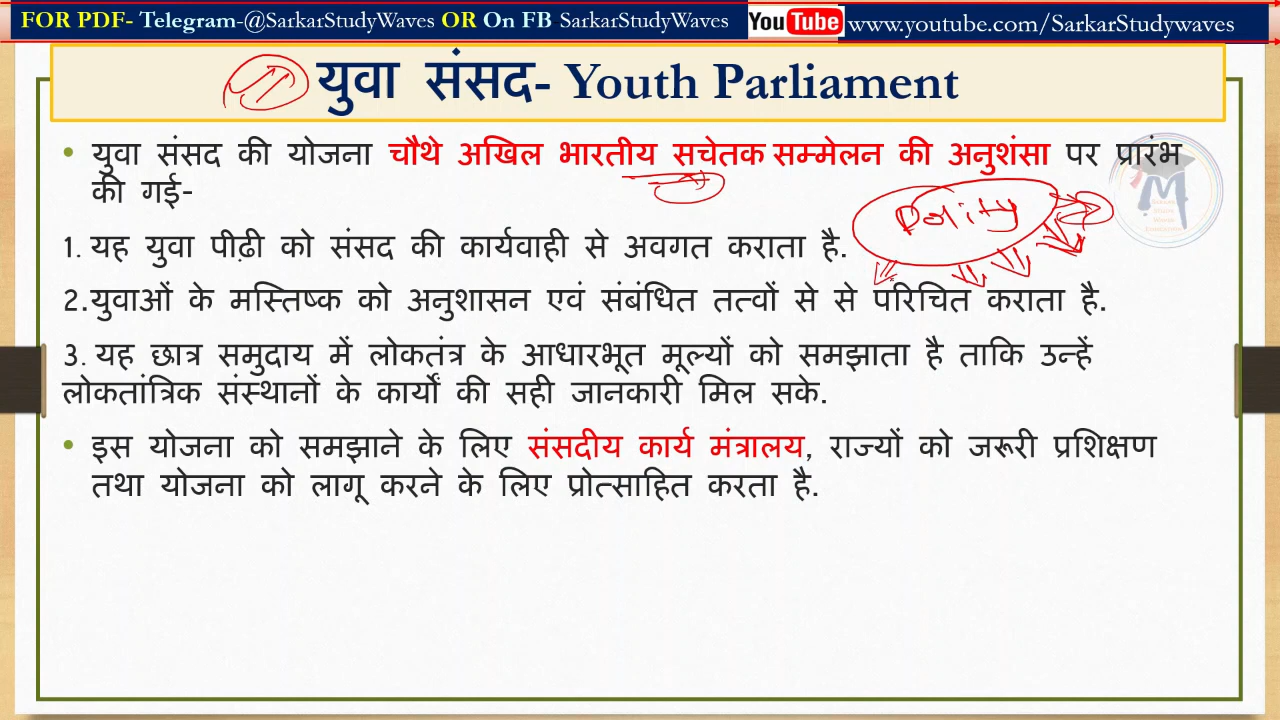 FOR PDF- Telegram-@SarkarStudyWaves OR On FB-SarkarStudyWaves YouTube www.youtube.com/SarkarStudywaves
युवा संसद- Youth Parliament
• युवा संसद की योजना चौथे अखिल भारतीय सचेतक सम्मेलन की अनुशंसा पर प्रारंभ
की गई-
Polity
1. यह युवा पीढ़ी को संसद की कार्यवाही से अवगत कराता है.
2.युवाओं के मस्तिष्क को अनुशासन एवं संबंधित तत्वों से से परिचित कराता है.
3. यह छात्र समुदाय में लोकतंत्र के आधारभूत मूल्यों को समझाता है ताकि उन्हें
लोकतांत्रिक संस्थानों के कार्यों की सही जानकारी मिल सके.
• इस योजना को समझाने के लिए संसदीय कार्य मंत्रालय, राज्यों को जरूरी प्रशिक्षण
तथा योजना को लागू करने के लिए प्रोत्साहित करता है.